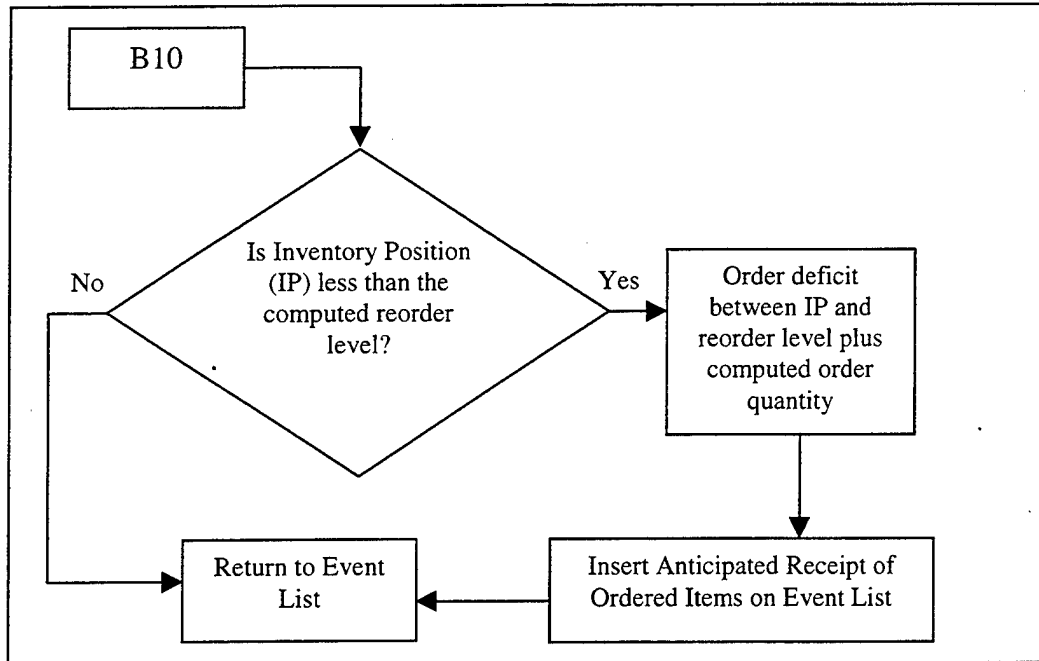 B10
Is Inventory Position
(IP) less than the
computed reorder
level?
No
Yes
Order deficit
between IP and
reorder level plus
computed order
quantity
Return to Event
List
Insert Anticipated Receipt of
Ordered Items on Event List